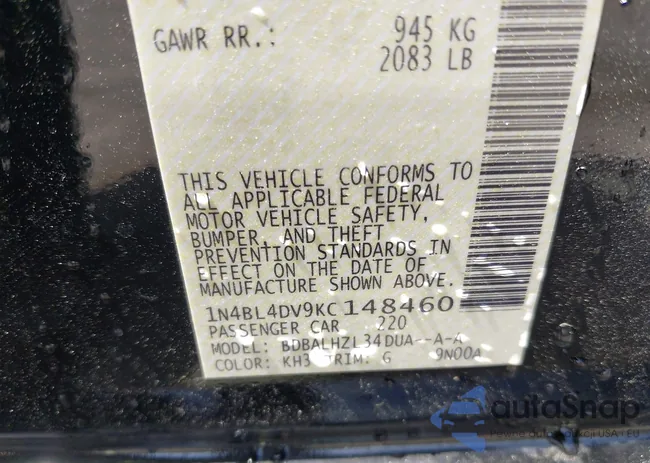 GAWR RR.: 945 KG
2083 LB
THIS VEHICLE CONFORMS TO
ALL APPLICABLE FEDERAL
MOTOR VEHICLE SAFETY,
BUMPER, AND THEFT
PREVENTION STANDARDS IN
EFFECT ON THE DATE OF
MANUFACTURE SHOWN ABOVE.
1N4BL4DV9KC148460
PASSENGER CAR 220
MODEL: BDBALHZL34DUA--A-A
COLOR: KH3 TRIM: G 9N00A
autoSnap